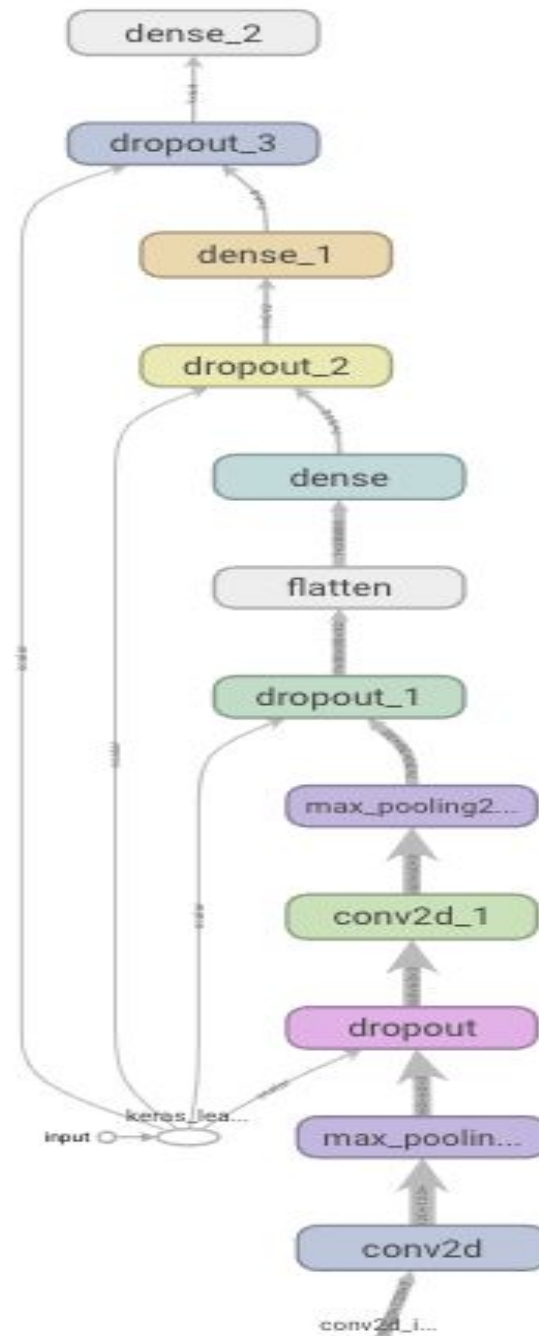 dense_2
dropout_3
dense_1
dropout_2
dense
flatten
dropout_1
max_pooling2...
conv2d_1
dropout
keras_lea...
input
max_poolin...
conv2d
conv2d_i...